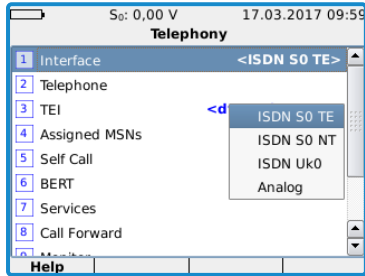 S₀: 0,00 V 17.03.2017 09:59
Telephony
1 Interface <ISDN S0 TE>
2 Telephone
3 TEI
4 Assigned MSNs
5 Self Call
6 BERT
7 Services
8 Call Forward
ISDN S0 TE
ISDN S0 NT
ISDN Uk0
Analog
Help